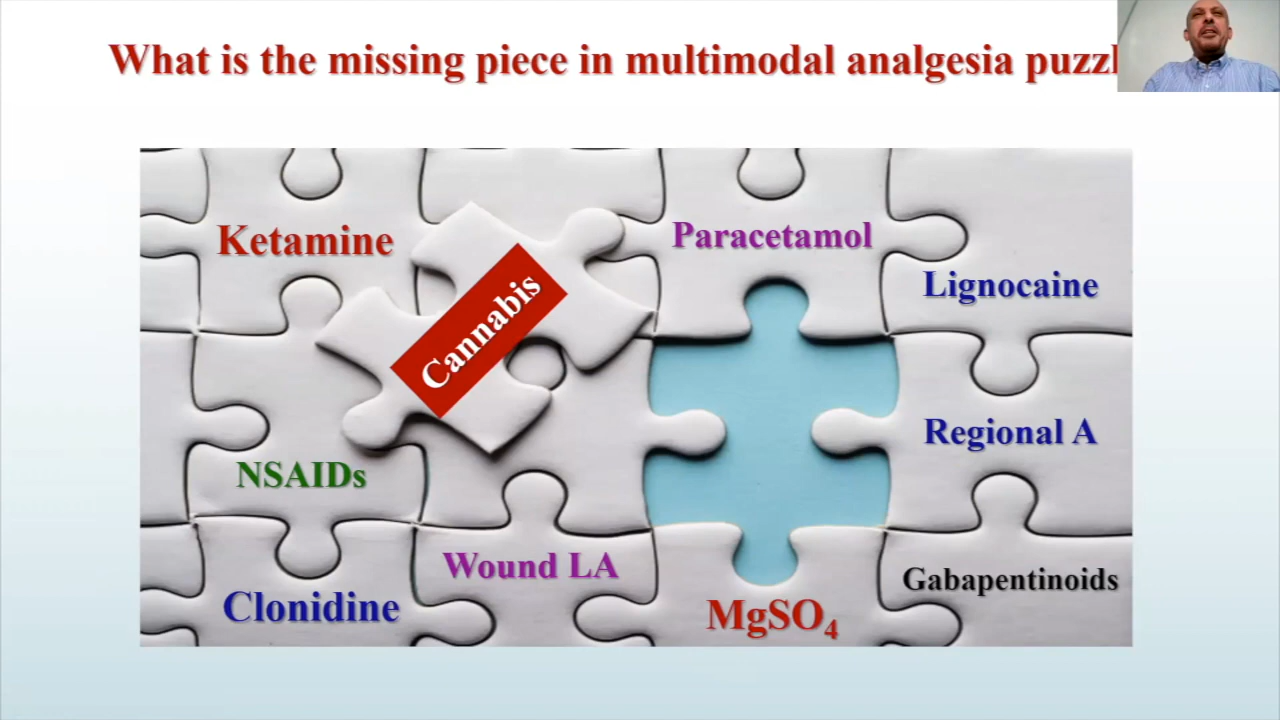 What is the missing piece in multimodal analgesia puzzl
Ketamine
Paracetamol
Lignocaine
Cannabis
Regional A
NSAIDs
Wound LA
Gabapentinoids
Clonidine
MgSO₄